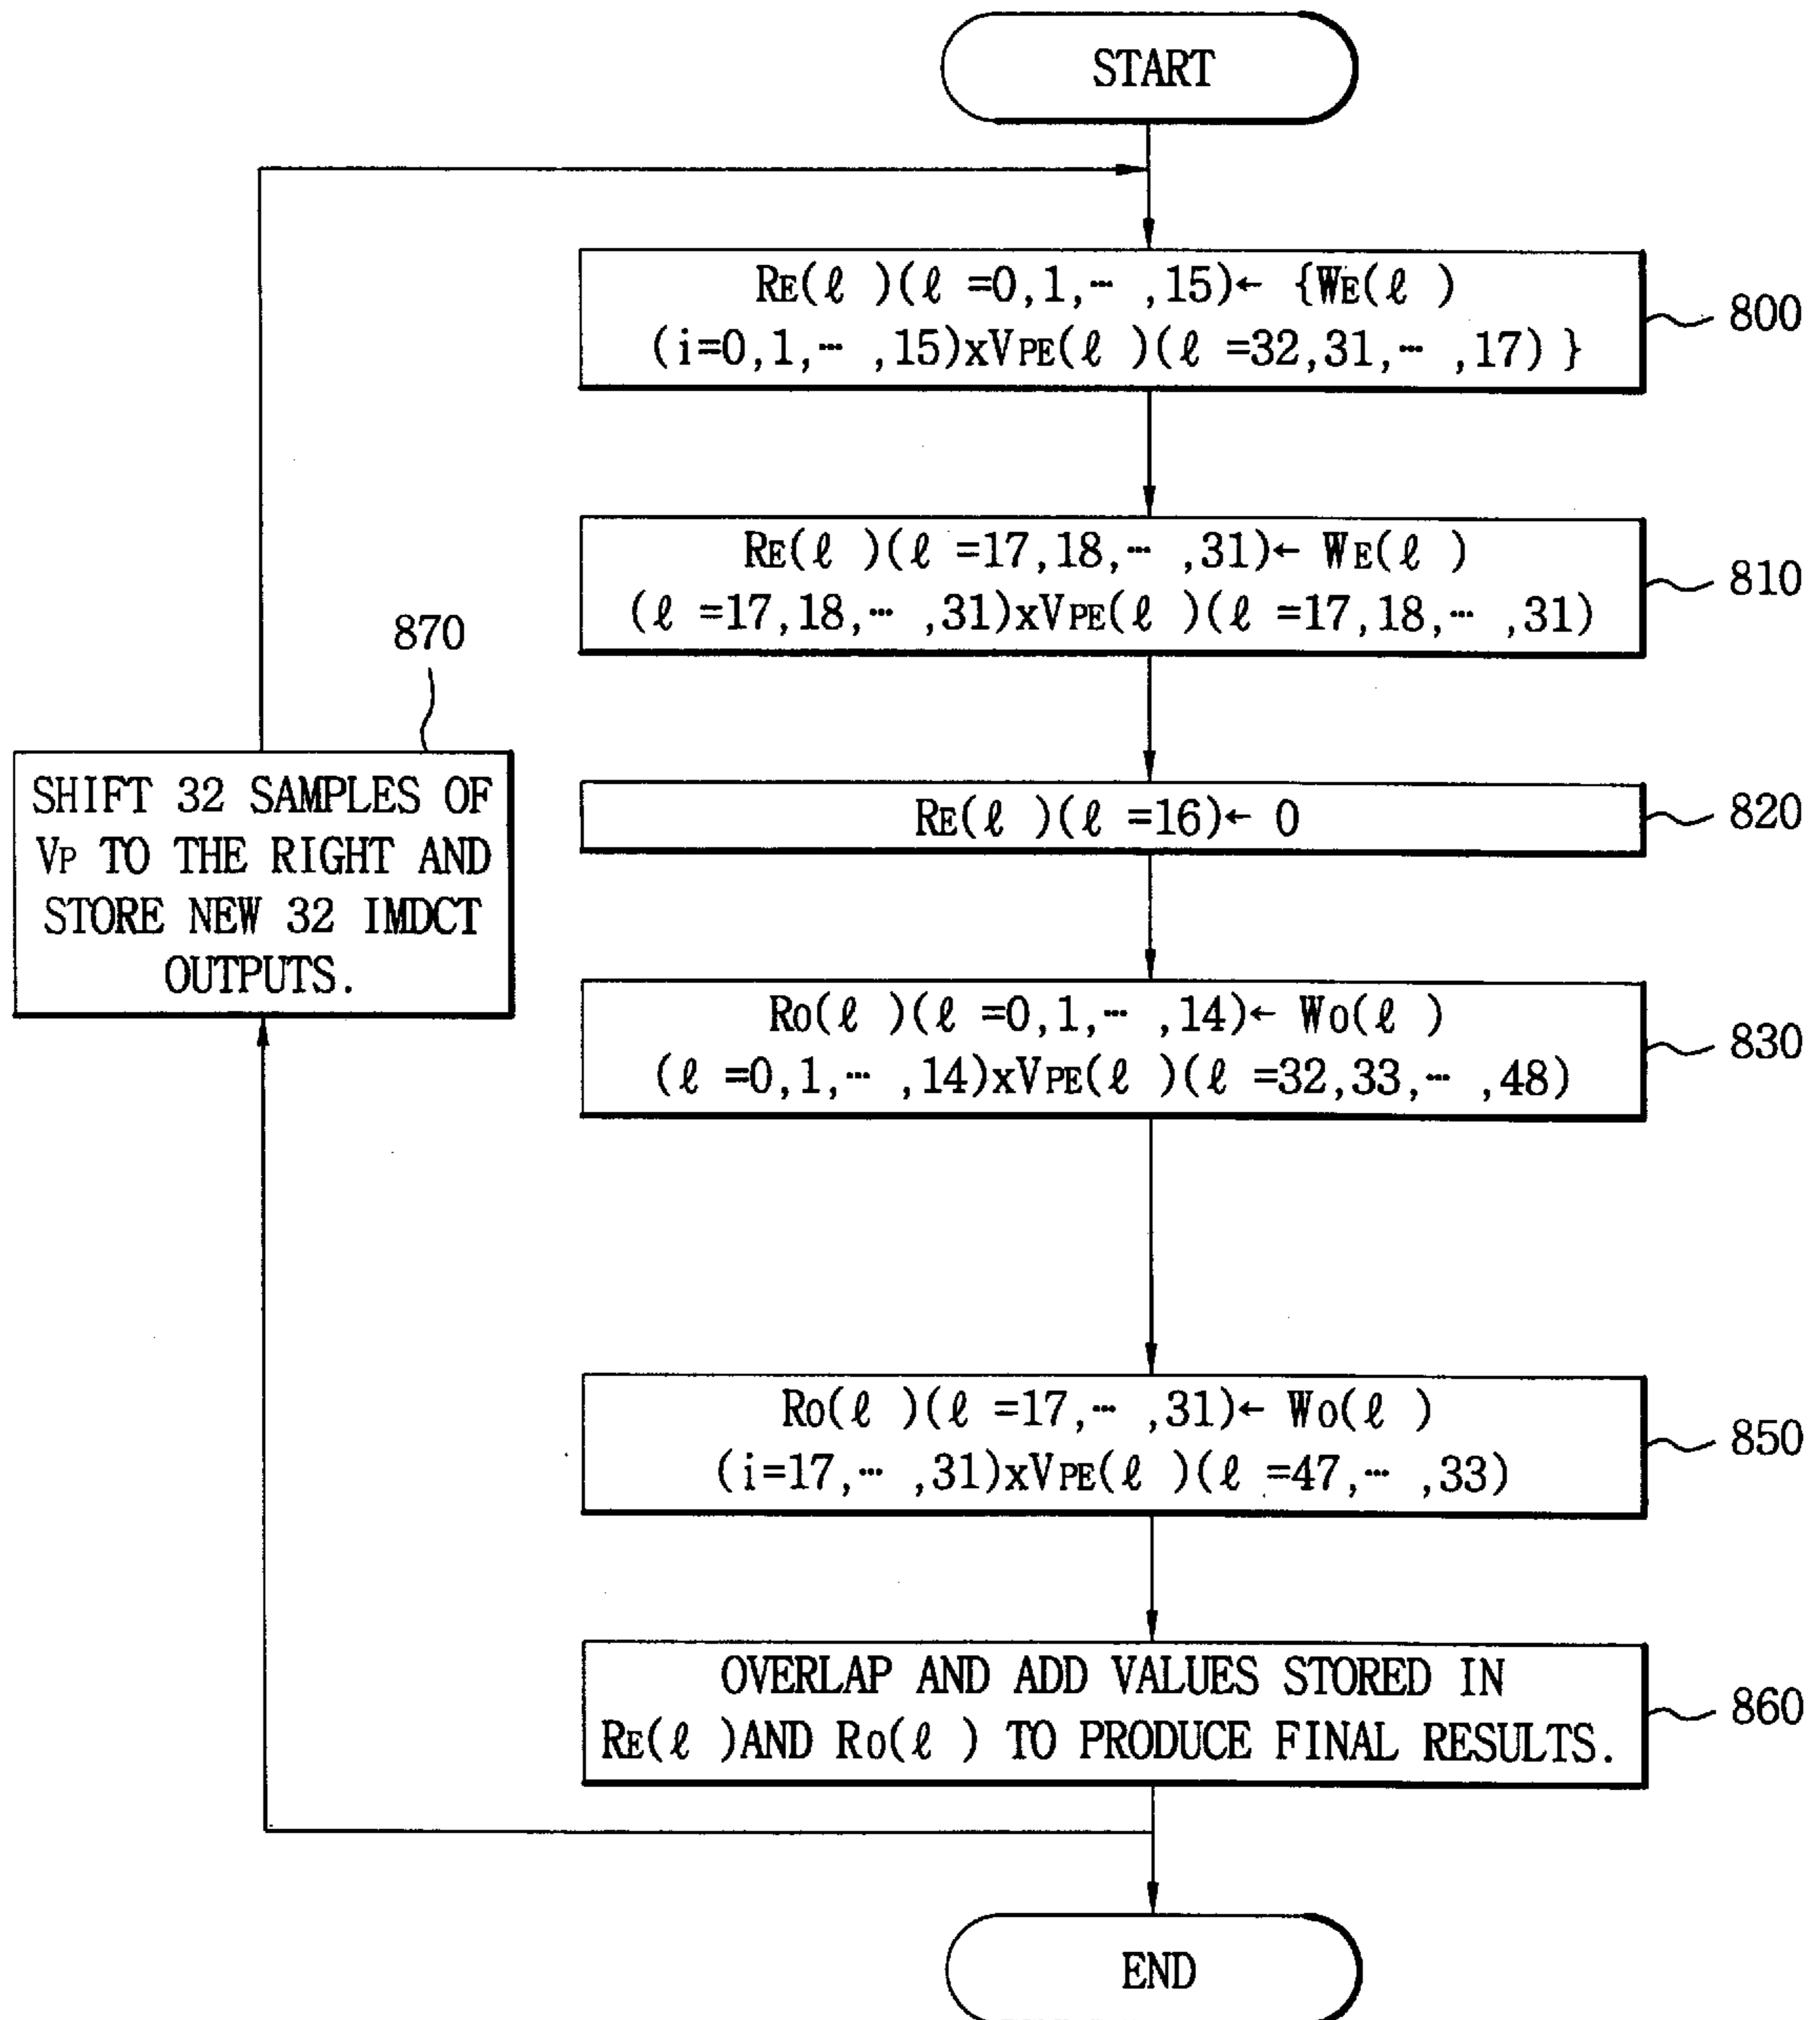 START
RE(ℓ )(ℓ =0,1,⋯ ,15)← {WE(ℓ )
(i=0,1,⋯ ,15)xVPE(ℓ )(ℓ =32,31,⋯ ,17) }
800
RE(ℓ )(ℓ =17,18,⋯ ,31)← WE(ℓ )
(ℓ =17,18,⋯ ,31)xVPE(ℓ )(ℓ =17,18,⋯ ,31)
810
870
SHIFT 32 SAMPLES OF
VP TO THE RIGHT AND
STORE NEW 32 IMDCT
OUTPUTS.
RE(ℓ )(ℓ =16)← 0
820
RO(ℓ )(ℓ =0,1,⋯ ,14)← WO(ℓ )
(ℓ =0,1,⋯ ,14)xVPE(ℓ )(ℓ =32,33,⋯ ,48)
830
RO(ℓ )(ℓ =17,⋯ ,31)← WO(ℓ )
(i=17,⋯ ,31)xVPE(ℓ )(ℓ =47,⋯ ,33)
850
OVERLAP AND ADD VALUES STORED IN
RE(ℓ )AND RO(ℓ ) TO PRODUCE FINAL RESULTS.
860
END